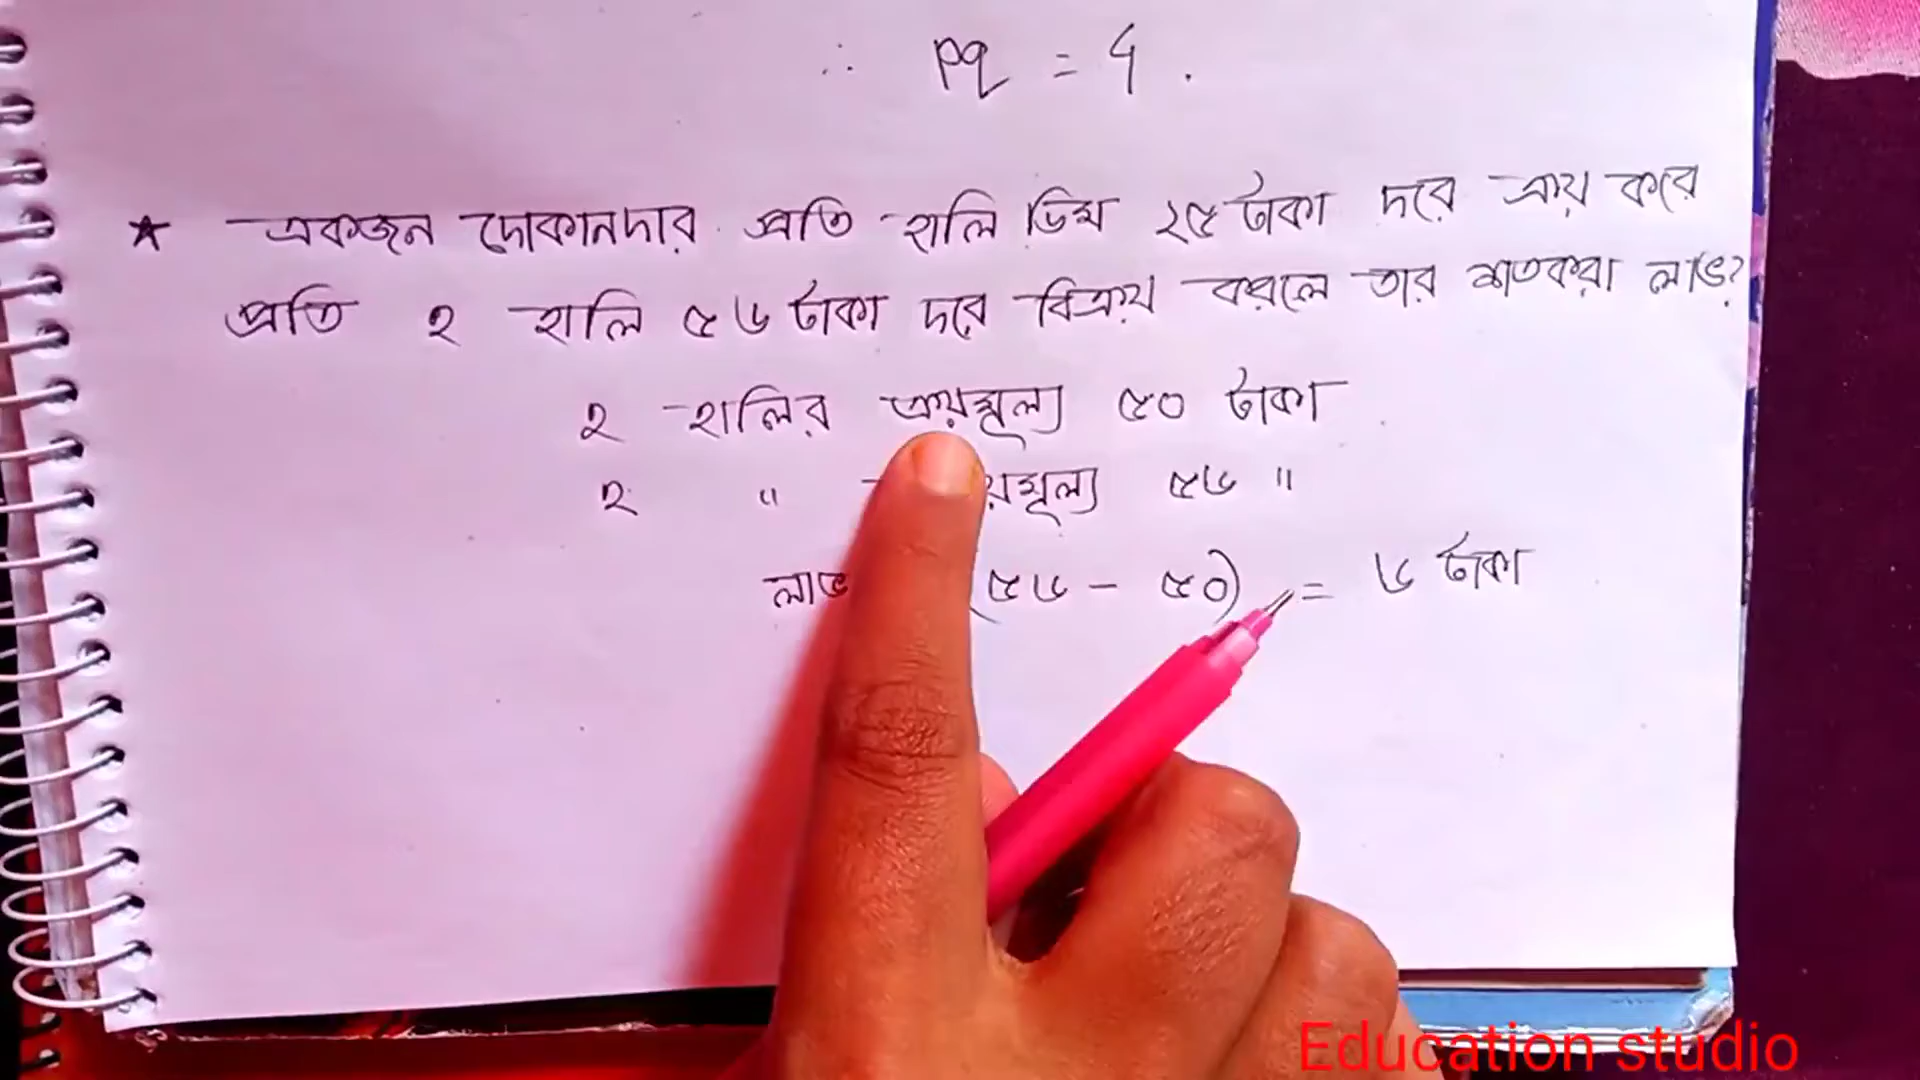 ∴ pq = 4.
★ একজন দোকানদার প্রতি হালি ডিম ২৫ টাকা দরে ক্রয় করে
প্রতি ২ হালি ৫৬ টাকা দরে বিক্রয় করলে তার শতকরা লাভ?
২ হালির ক্রয়মূল্য ৫০ টাকা
২ " য়মূল্য ৫৬ "
লাভ (৫৬ - ৫০) = ৬ টাকা
Education studio